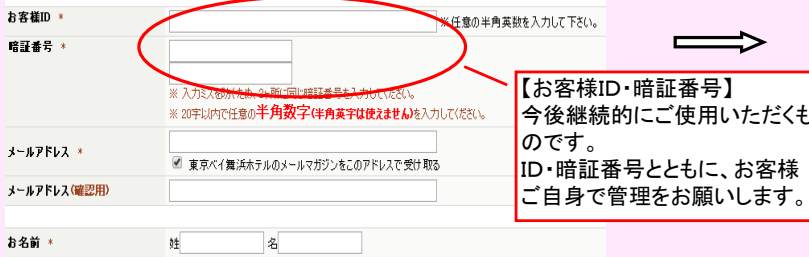 お客様ID *
※任意の半角英数を入力して下さい。
暗証番号 *
※ 入力ミスを防ぐため、2ヶ所に同じ暗証番号を入力してください。
※ 20字以内で任意の半角数字(半角英字は使えません)を入力してください。
メールアドレス *
東京ベイ舞浜ホテルのメールマガジンをこのアドレスで受け取る
メールアドレス(確認用)
お名前 *
姓 名
【お客様ID・暗証番号】
今後継続的にご使用いただくも
のです。
ID・暗証番号とともに、お客様
ご自身で管理をお願いします。